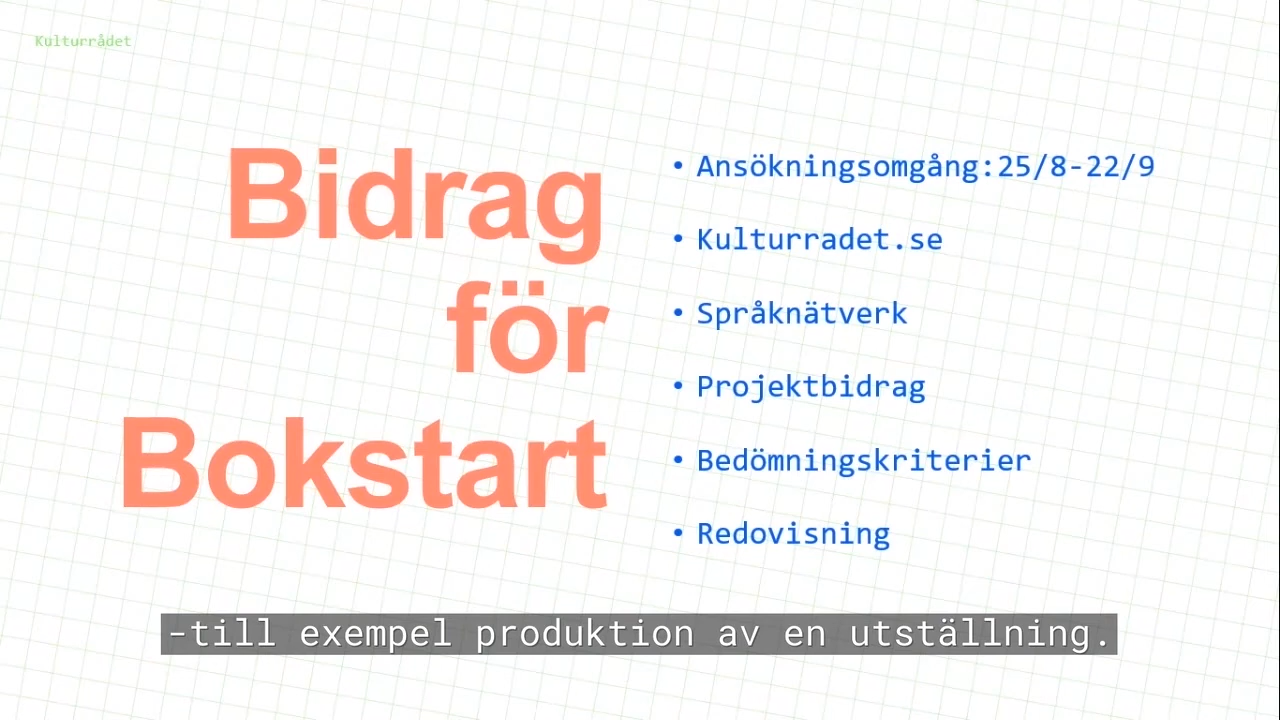 Kulturrådet
Bidrag
för
Bokstart
• Ansökningsomgång:25/8-22/9
• Kulturradet.se
• Språknätverk
• Projektbidrag
• Bedömningskriterier
• Redovisning
-till exempel produktion av en utställning.